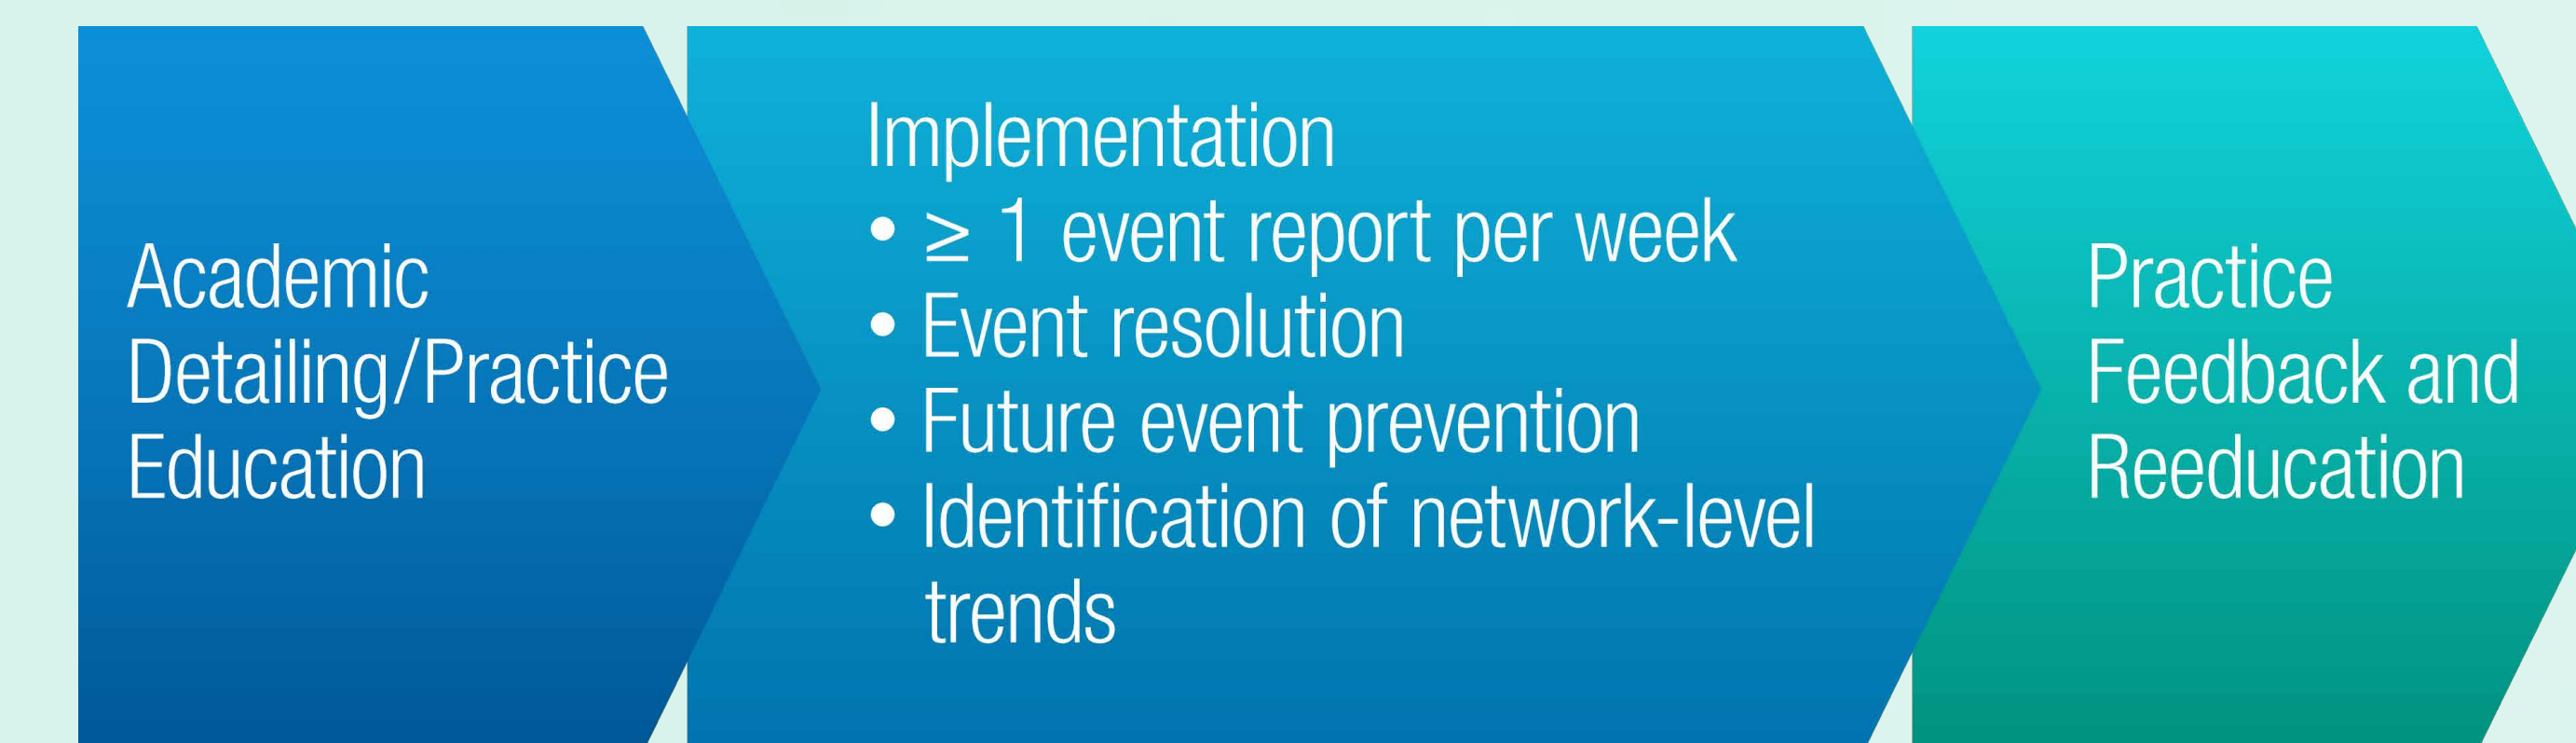 Academic
Detailing/Practice
Education
Implementation
• ≥ 1 event report per week
• Event resolution
• Future event prevention
• Identification of network-level
trends
Practice
Feedback and
Reeducation